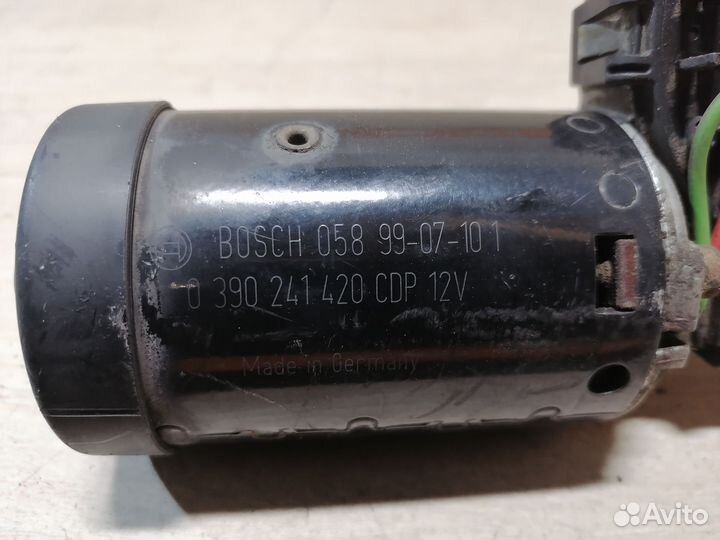 BOSCH 058 99-07-10 1
0 390 241 420 CDP 12V
Made in Germany
Avito